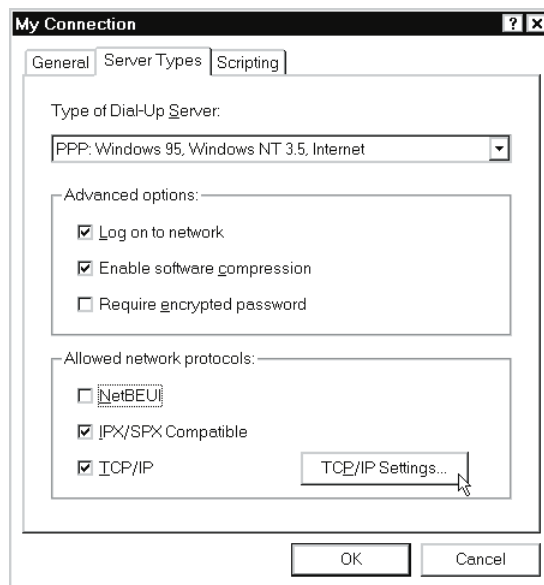 My Connection
General Server Types Scripting
Type of Dial-Up Server:
PPP: Windows 95, Windows NT 3.5, Internet
Advanced options:
Log on to network
Enable software compression
Require encrypted password
Allowed network protocols:
NetBEUI
IPX/SPX Compatible
TCP/IP TCP/IP Settings...
OK Cancel